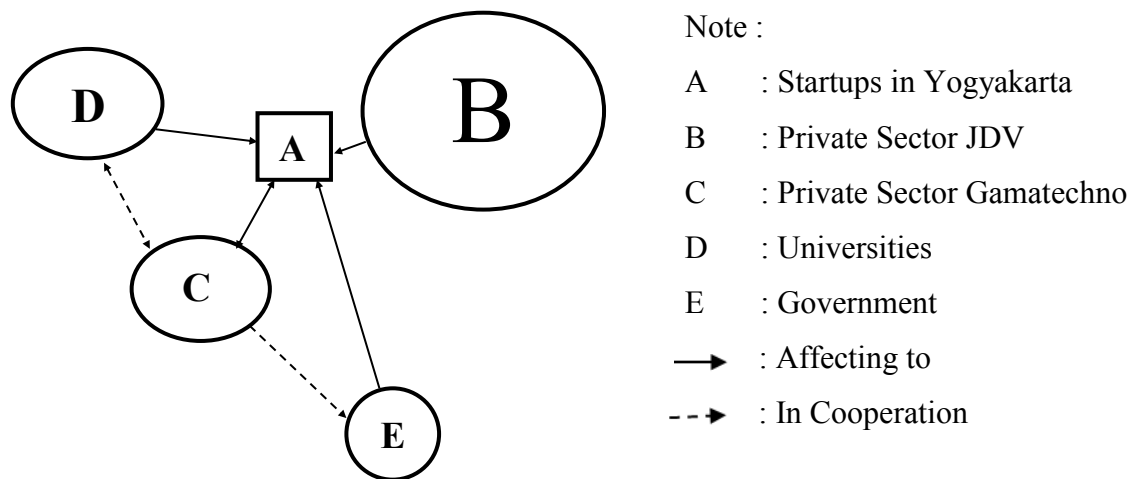 D
B
A
C
E
Note :
A : Startups in Yogyakarta
B : Private Sector JDV
C : Private Sector Gamatechno
D : Universities
E : Government
: Affecting to
: In Cooperation